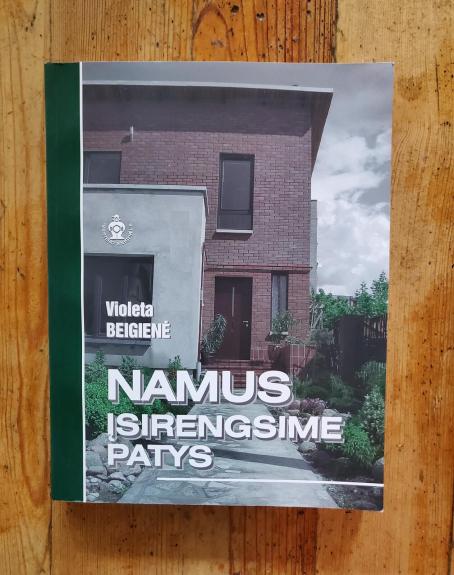 Violeta
BEIGIENĖ
NAMUS
ĮSIRENGSIME
PATYS